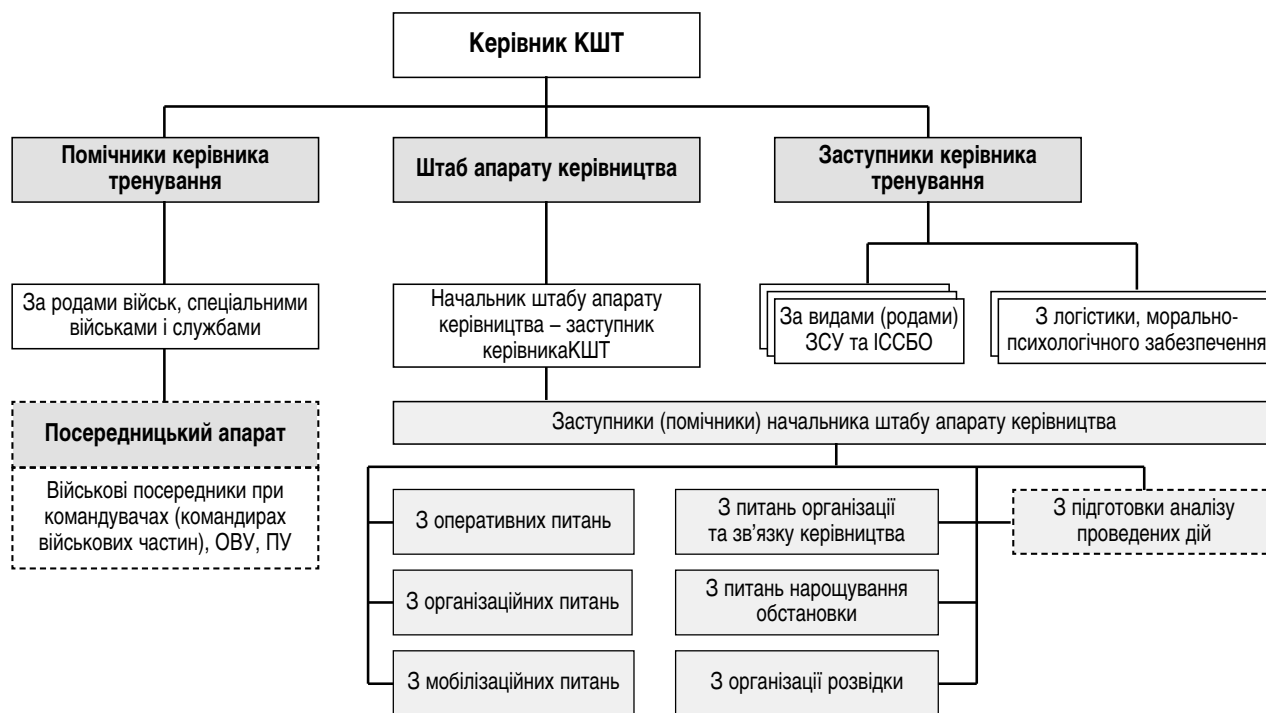 Керівник КШТ
Помічники керівника
тренування
Штаб апарату керівництва
Заступники керівника
тренування
За родами військ, спеціальними
військами і службами
Начальник штабу апарату
керівництва – заступник
керівникаКШТ
За видами (родами)
ЗСУ та ІССБО
З логістики, морально-
психологічного забезпечення
Посередницький апарат
Військові посередники при
командувачах (командирах
військових частин), ОВУ, ПУ
Заступники (помічники) начальника штабу апарату керівництва
З оперативних питань
З питань організації
та зв’язку керівництва
З підготовки аналізу
проведених дій
З організаційних питань
З питань нарощування
обстановки
З мобілізаційних питань
З організації розвідки